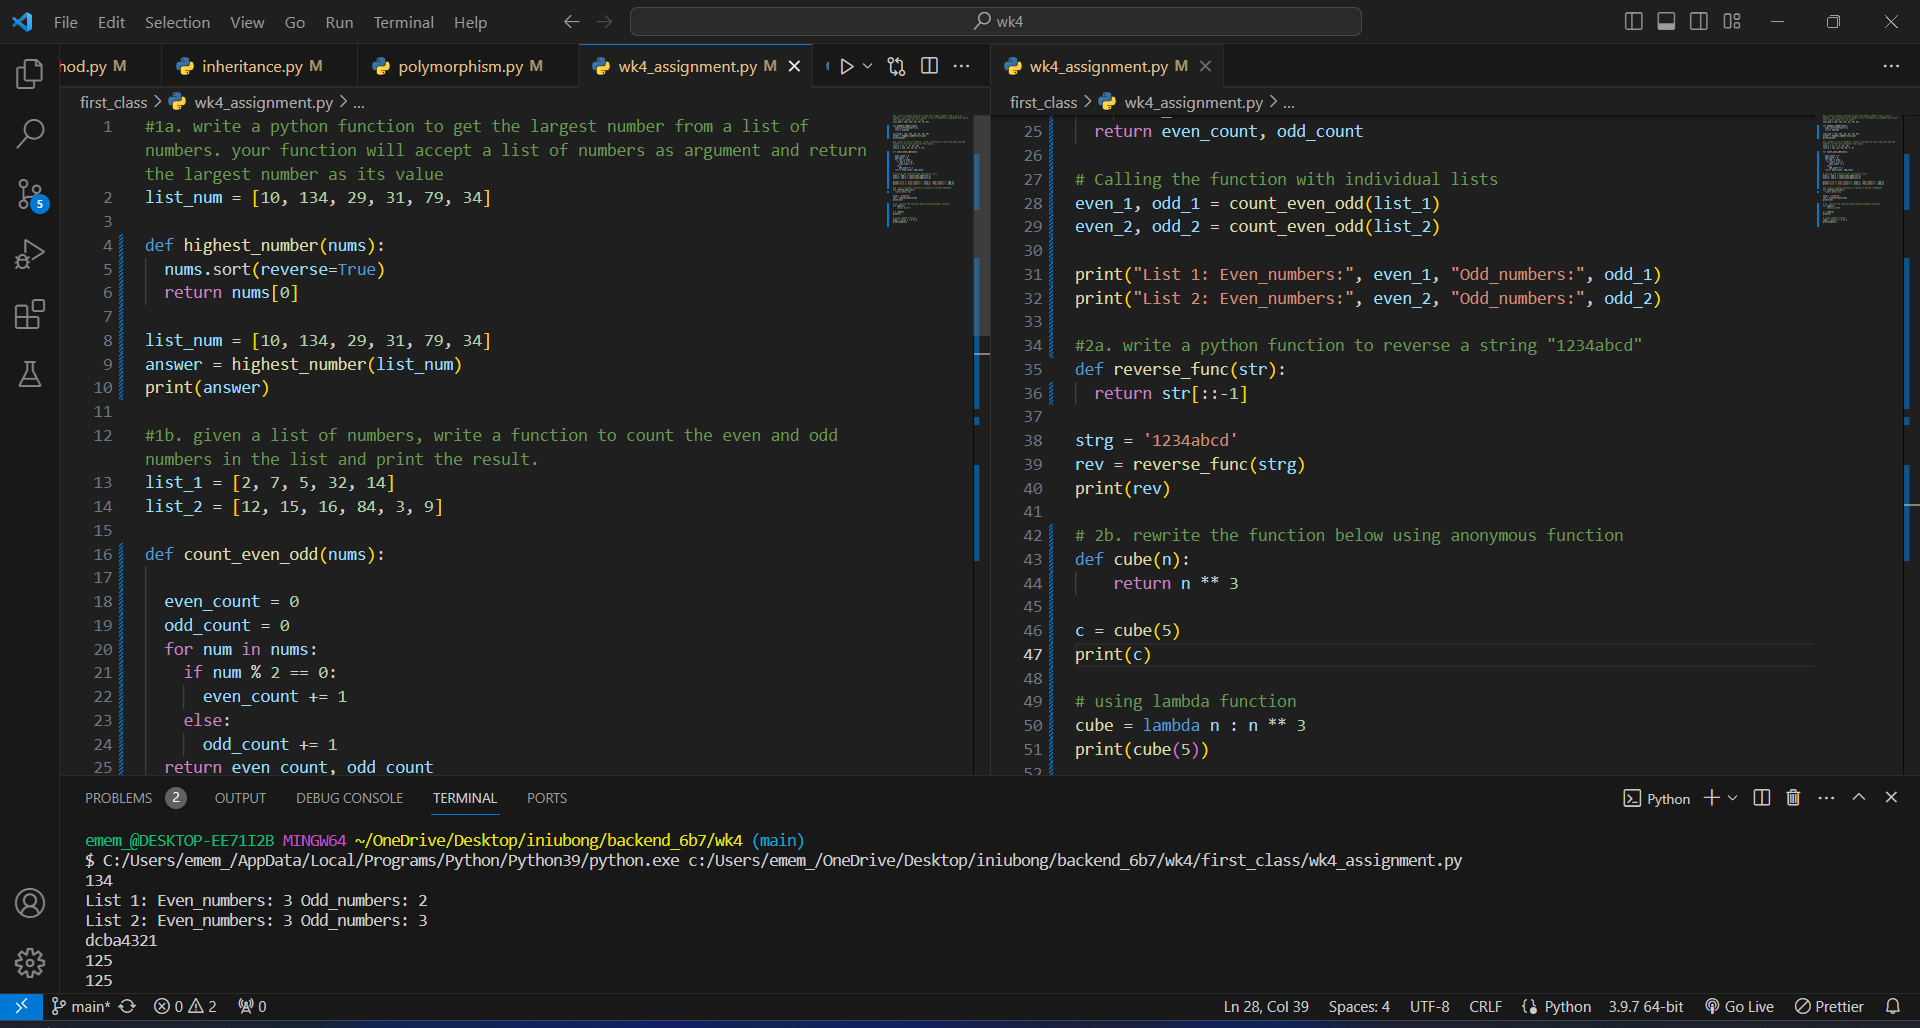 File Edit Selection View Go Run Terminal Help
wk4
hod.py M
inheritance.py M
polymorphism.py M
wk4_assignment.py M
wk4_assignment.py M
first_class > wk4_assignment.py > ...
1 #1a. write a python function to get the largest number from a list of
numbers. your function will accept a list of numbers as argument and return
the largest number as its value
2 list_num = [10, 134, 29, 31, 79, 34]
3
4 def highest_number(nums):
5 nums.sort(reverse=True)
6 return nums[0]
7
8 list_num = [10, 134, 29, 31, 79, 34]
9 answer = highest_number(list_num)
10 print(answer)
11
12 #1b. given a list of numbers, write a function to count the even and odd
numbers in the list and print the result.
13 list_1 = [2, 7, 5, 32, 14]
14 list_2 = [12, 15, 16, 84, 3, 9]
15
16 def count_even_odd(nums):
17
18 even_count = 0
19 odd_count = 0
20 for num in nums:
21 if num % 2 == 0:
22 even_count += 1
23 else:
24 odd_count += 1
25 return even_count, odd_count
first_class > wk4_assignment.py > ...
25 return even_count, odd_count
26
27 # Calling the function with individual lists
28 even_1, odd_1 = count_even_odd(list_1)
29 even_2, odd_2 = count_even_odd(list_2)
30
31 print("List 1: Even_numbers:", even_1, "Odd_numbers:", odd_1)
32 print("List 2: Even_numbers:", even_2, "Odd_numbers:", odd_2)
33
34 #2a. write a python function to reverse a string "1234abcd"
35 def reverse_func(str):
36 return str[::-1]
37
38 strg = '1234abcd'
39 rev = reverse_func(strg)
40 print(rev)
41
42 # 2b. rewrite the function below using anonymous function
43 def cube(n):
44 return n ** 3
45
46 c = cube(5)
47 print(c)
48
49 # using lambda function
50 cube = lambda n : n ** 3
51 print(cube(5))
52
5
PROBLEMS 2 OUTPUT DEBUG CONSOLE TERMINAL PORTS
Python
emem_@DESKTOP-EE71I2B MINGW64 ~/OneDrive/Desktop/iniubong/backend_6b7/wk4 (main)
$ C:/Users/emem_/AppData/Local/Programs/Python/Python39/python.exe c:/Users/emem_/OneDrive/Desktop/iniubong/backend_6b7/wk4/first_class/wk4_assignment.py
134
List 1: Even_numbers: 3 Odd_numbers: 2
List 2: Even_numbers: 3 Odd_numbers: 3
dcba4321
125
125
main* 0 2 0 Ln 28, Col 39 Spaces: 4 UTF-8 CRLF Python 3.9.7 64-bit Go Live Prettier